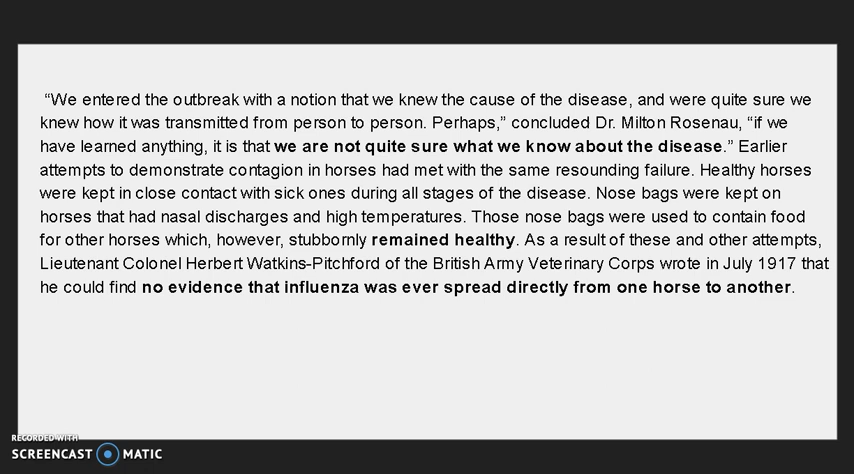 “We entered the outbreak with a notion that we knew the cause of the disease, and were quite sure we
knew how it was transmitted from person to person. Perhaps,” concluded Dr. Milton Rosenau, “if we
have learned anything, it is that we are not quite sure what we know about the disease.” Earlier
attempts to demonstrate contagion in horses had met with the same resounding failure. Healthy horses
were kept in close contact with sick ones during all stages of the disease. Nose bags were kept on
horses that had nasal discharges and high temperatures. Those nose bags were used to contain food
for other horses which, however, stubbornly remained healthy. As a result of these and other attempts,
Lieutenant Colonel Herbert Watkins-Pitchford of the British Army Veterinary Corps wrote in July 1917 that
he could find no evidence that influenza was ever spread directly from one horse to another.
RECORDED WITH
SCREENCAST MATIC